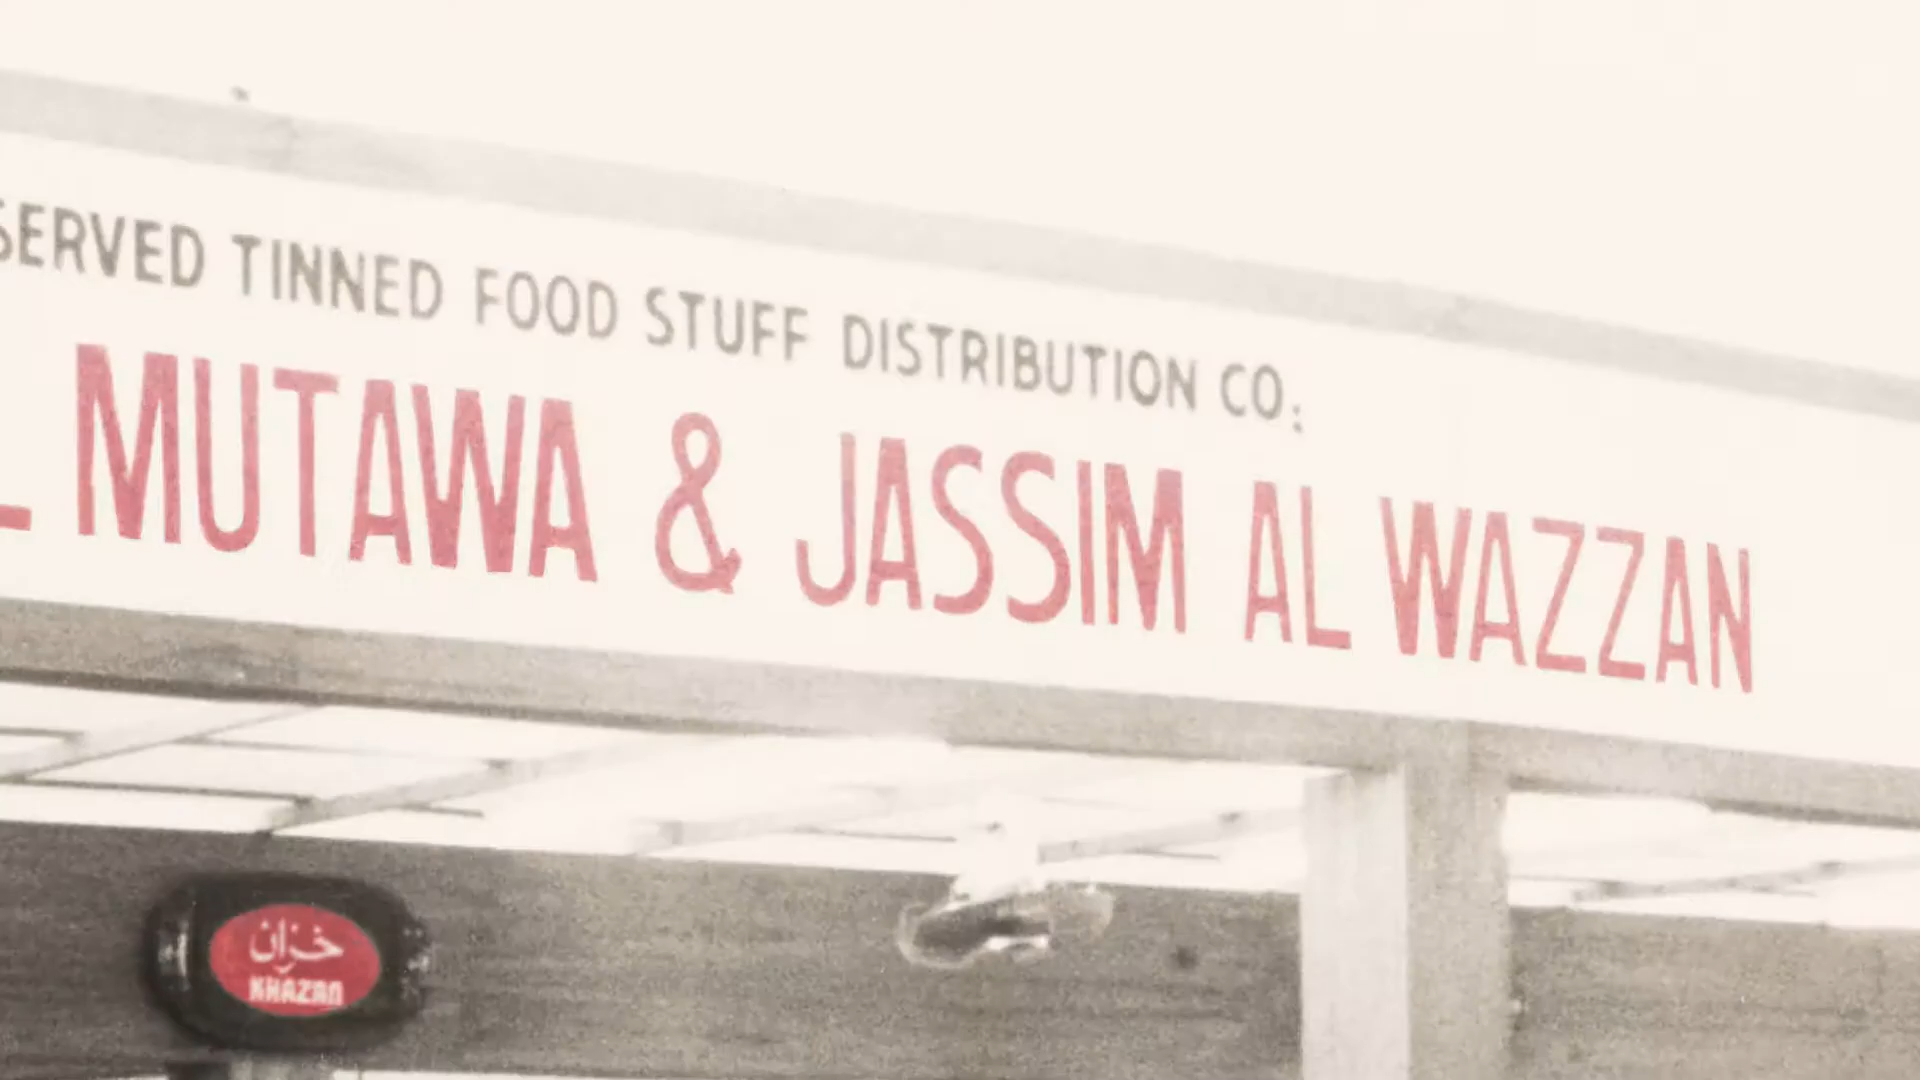 SERVED TINNED FOOD STUFF DISTRIBUTION CO:
L MUTAWA & JASSIM AL WAZZAN
خزان
KHAZAN